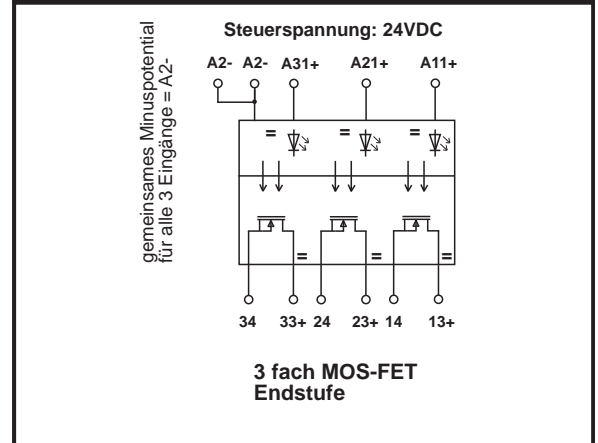 Steuerspannung: 24VDC
A2- A2- A31+ A21+ A11+
gemeinsames Minuspotential
für alle 3 Eingänge = A2-
= = =
= = =
34 33+ 24 23+ 14 13+
3 fach MOS-FET
Endstufe